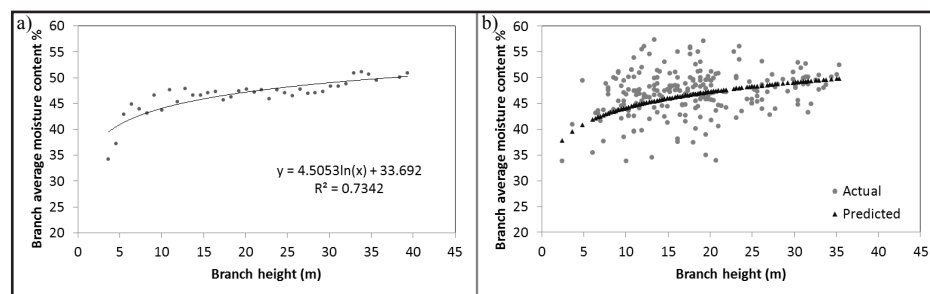 a)
Branch average moisture content %
60
55
50
45
40
35
30
25
20
y = 4.5053ln(x) + 33.692
R² = 0.7342
0 5 10 15 20 25 30 35 40 45
Branch height (m)
b)
Branch average moisture content %
60
55
50
45
40
35
30
25
20
Actual
Predicted
0 5 10 15 20 25 30 35 40 45
Branch height (m)